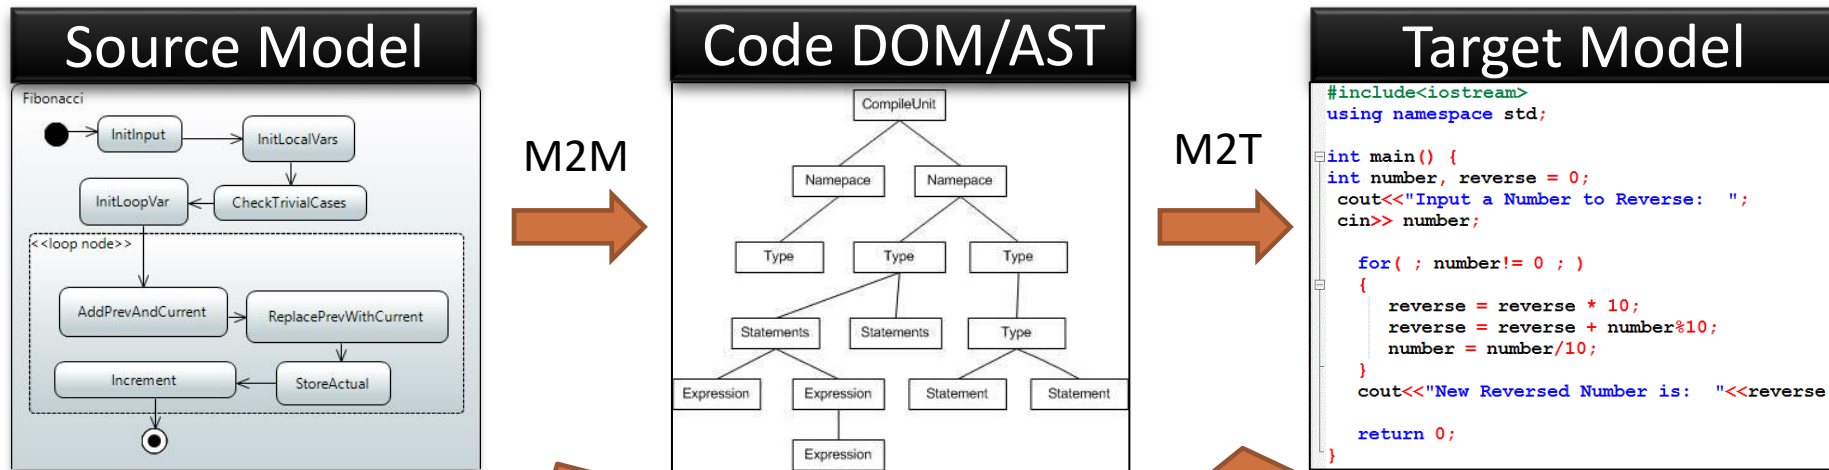 Source Model
Fibonacci
InitInput
InitLocalVars
InitLoopVar
CheckTrivialCases
<<loop node>>
AddPrevAndCurrent
ReplacePrevWithCurrent
Increment
StoreActual
M2M
Code DOM/AST
CompileUnit
Namepace
Namepace
Type
Type
Type
Statements
Statements
Type
Expression
Expression
Statement
Statement
Expression
M2T
Target Model
#include<iostream>
using namespace std;
int main() {
int number, reverse = 0;
cout<<"Input a Number to Reverse:  ";
cin>> number;
for( ; number!= 0 ; )
{
reverse = reverse * 10;
reverse = reverse + number%10;
number = number/10;
}
cout<<"New Reversed Number is:  "<<reverse
return 0;
}